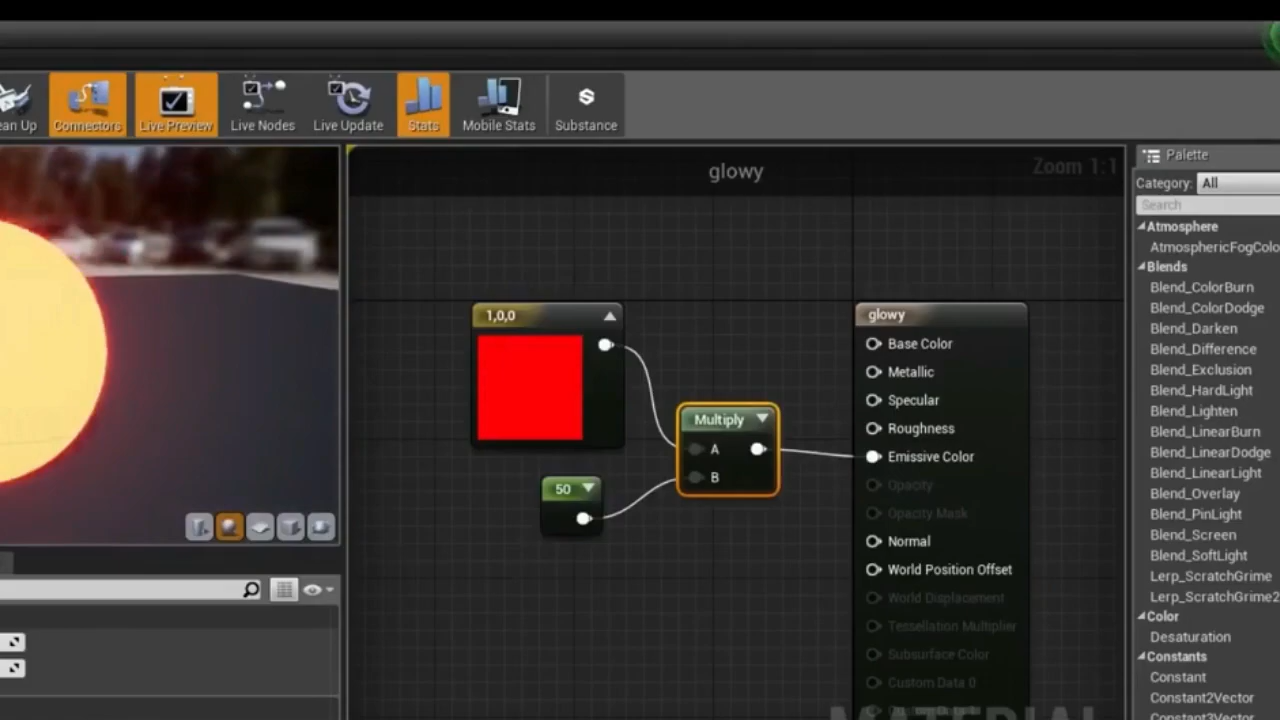 ean Up
Connectors
Live Preview
Live Nodes
Live Update
Stats
Mobile Stats
Substance
glowy
Zoom 1:1
Palette
Category: All
Search
Atmosphere
AtmosphericFogColo
Blends
Blend_ColorBurn
Blend_ColorDodge
Blend_Darken
Blend_Difference
Blend_Exclusion
Blend_HardLight
Blend_Lighten
Blend_LinearBurn
Blend_LinearDodge
Blend_LinearLight
Blend_Overlay
Blend_PinLight
Blend_Screen
Blend_SoftLight
Lerp_ScratchGrime
Lerp_ScratchGrime2
Color
Desaturation
Constants
Constant
Constant2Vector
Constant3Vector
1,0,0
50
Multiply
A
B
glowy
Base Color
Metallic
Specular
Roughness
Emissive Color
Opacity
Opacity Mask
Normal
World Position Offset
World Displacement
Tessellation Multiplier
Subsurface Color
Custom Data 0
MATERIAL